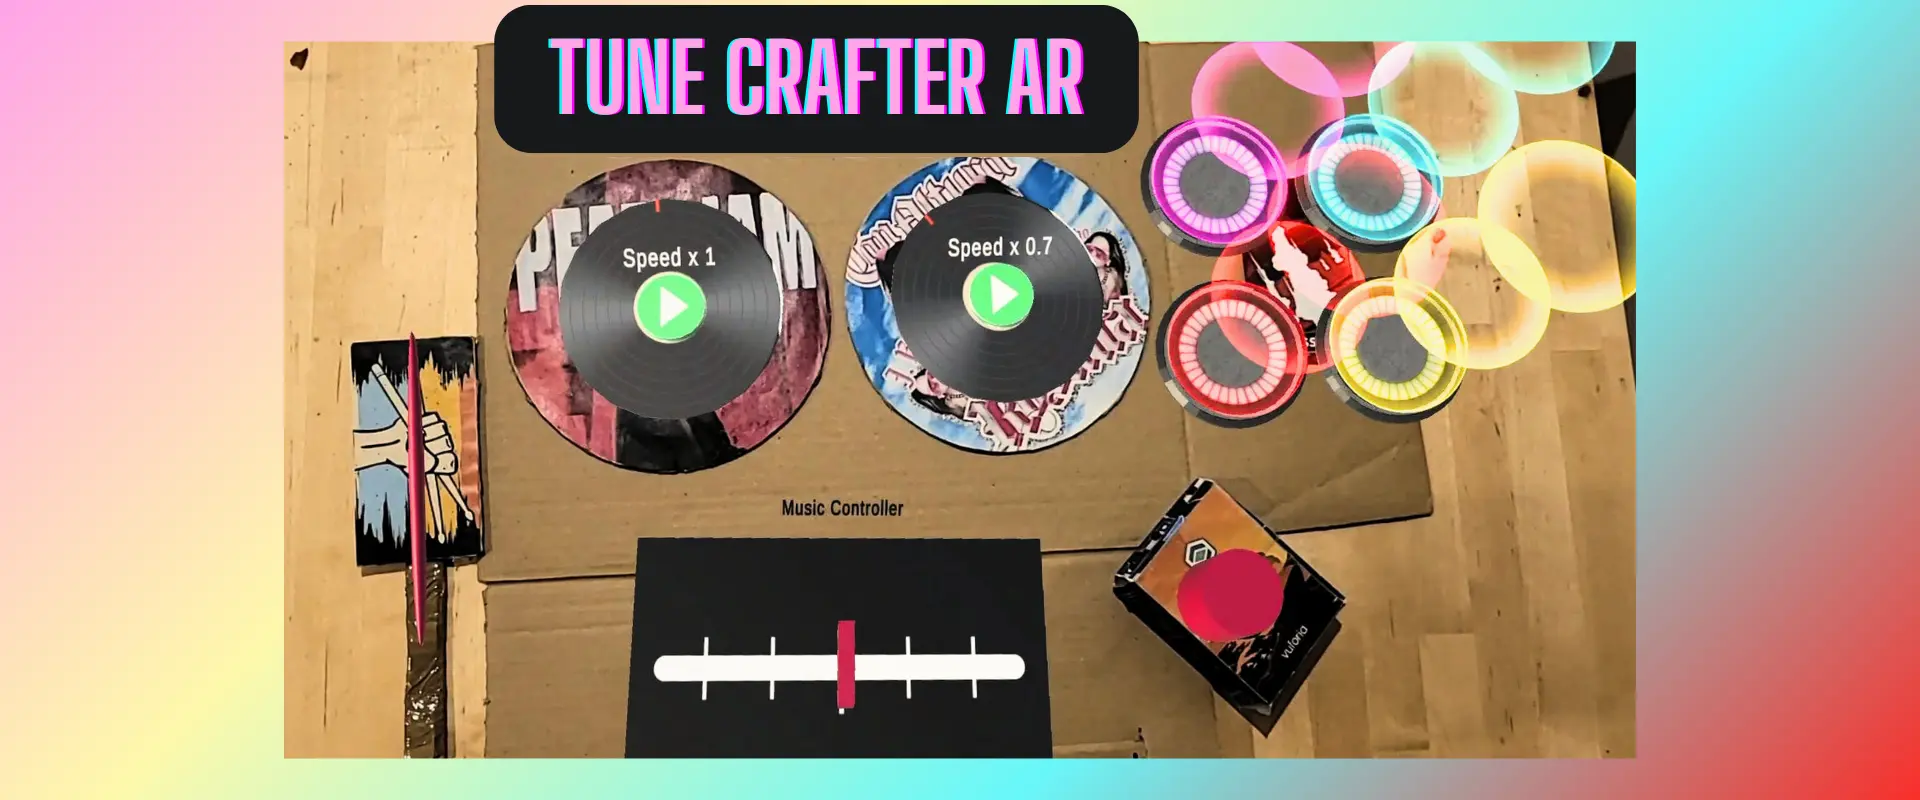 TUNE CRAFTER AR
Speed x 1
Speed x 0.7
Music Controller
vuforia